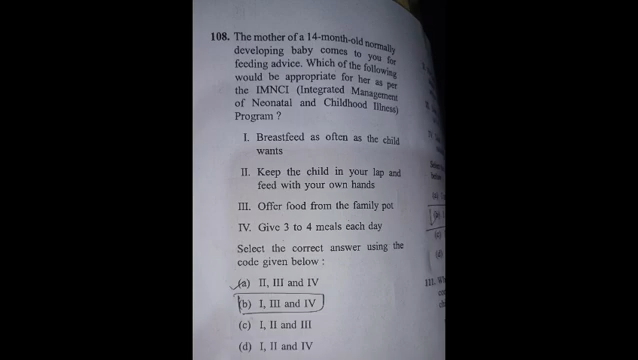 108. The mother of a 14-month-old normally
developing baby comes to you for
feeding advice. Which of the following
would be appropriate for her as per
the IMNCI (Integrated Management
of Neonatal and Childhood Illness)
Program ?
I. Breastfeed as often as the child
wants
II. Keep the child in your lap and
feed with your own hands
III. Offer food from the family pot
IV. Give 3 to 4 meals each day
Select the correct answer using the
code given below :
(a) II, III and IV
(b) I, III and IV
(c) I, II and III
(d) I, II and IV